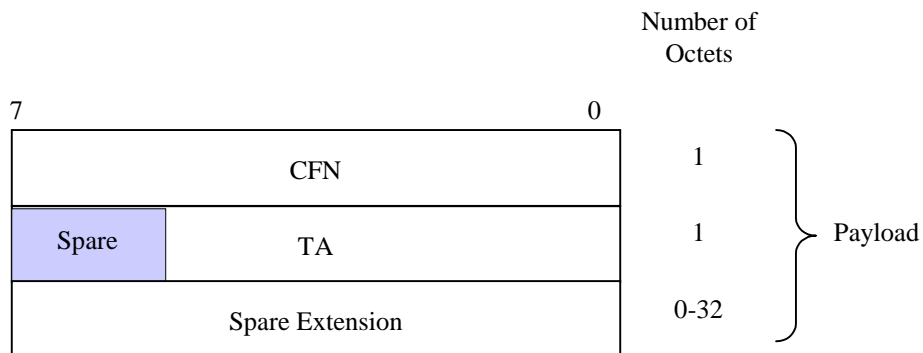 Number of
Octets
7 0
CFN 1
Spare TA 1 Payload
Spare Extension 0-32